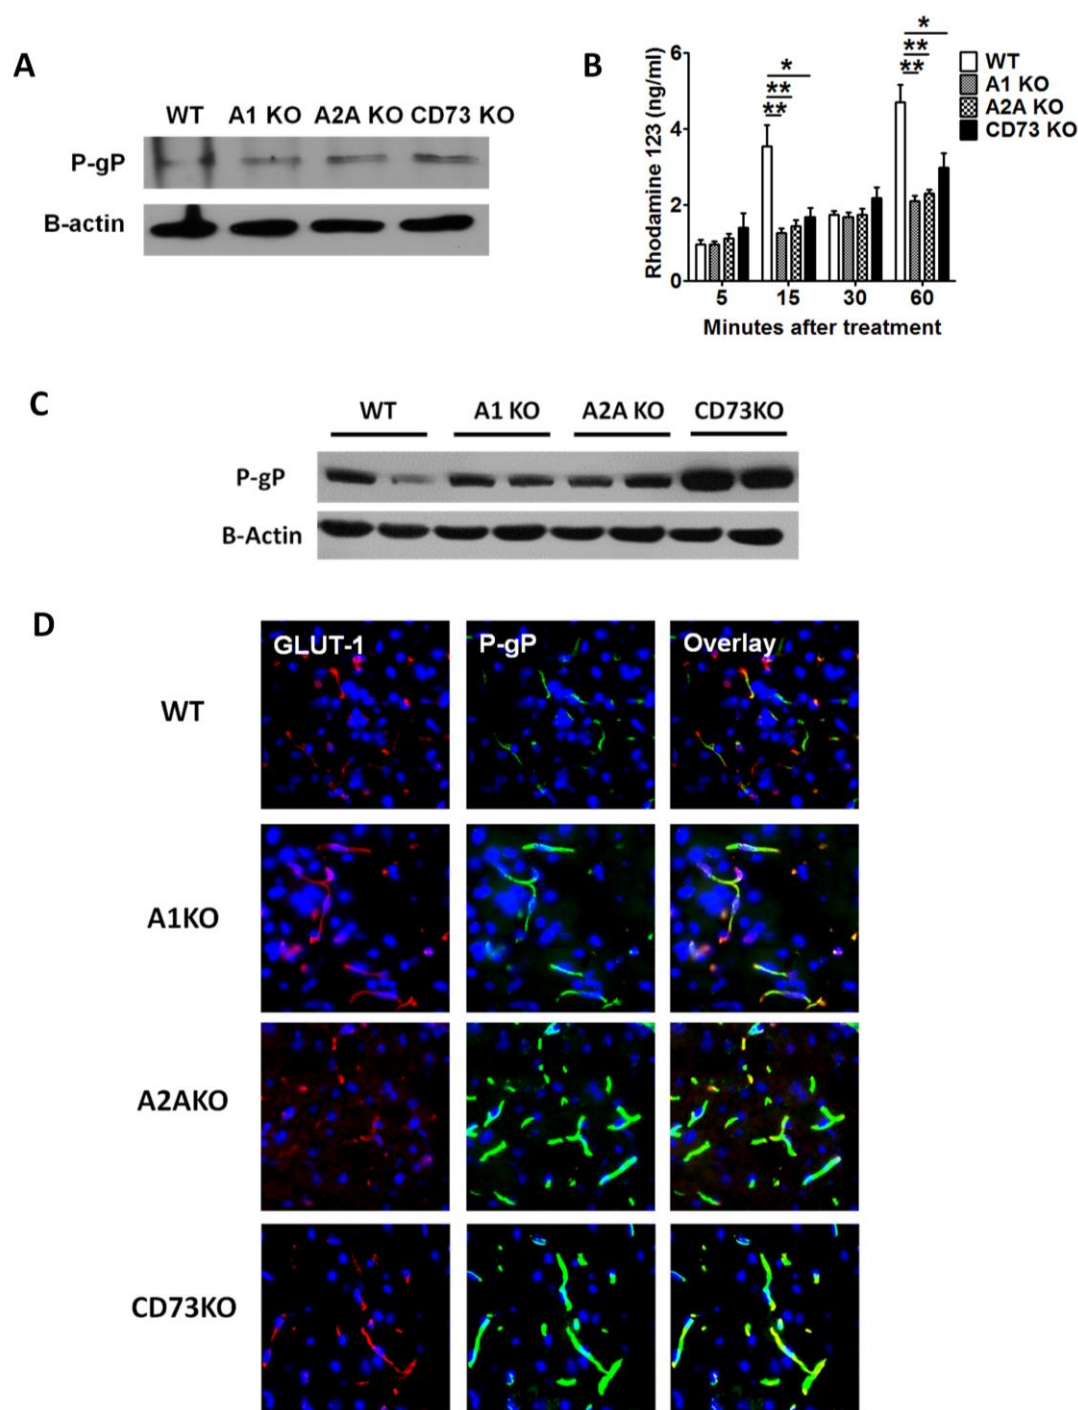 A
WT A1 KO A2A KO CD73 KO
P-gP
B-actin
B
Rhodamine 123 (ng/ml)
6
4
2
0
* ** **
* ** **
5 15 30 60
Minutes after treatment
WT
A1 KO
A2A KO
CD73 KO
C
WT A1 KO A2A KO CD73KO
P-gP
B-Actin
D
GLUT-1 P-gP Overlay
WT
A1KO
A2AKO
CD73KO